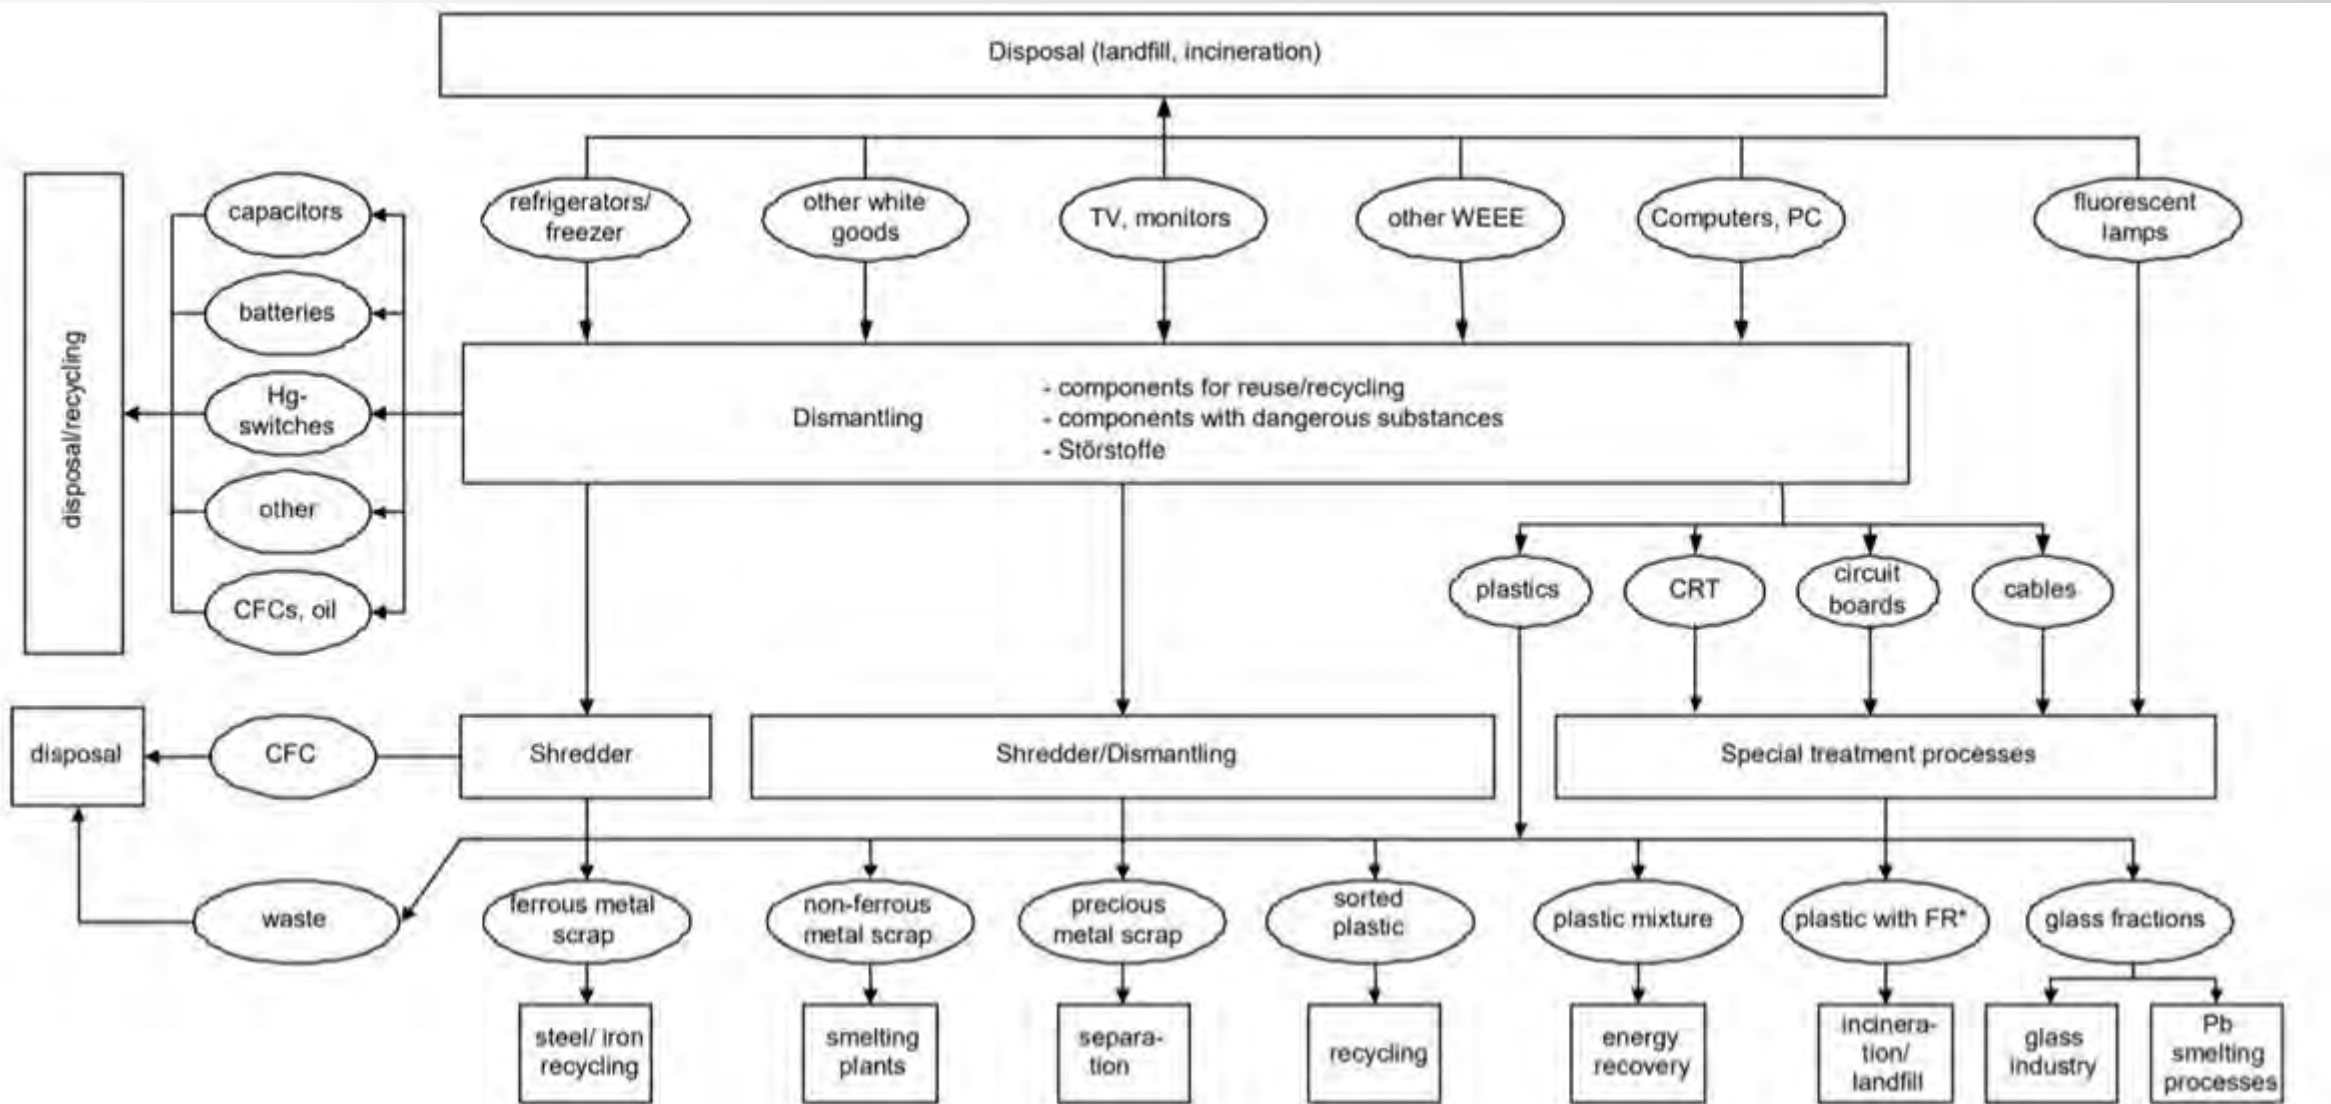 Disposal (landfill, incineration)
refrigerators/
freezer
other white
goods
TV, monitors
other WEEE
Computers, PC
fluorescent
lamps
disposal/recycling
capacitors
batteries
Hg-
switches
other
CFCs, oil
Dismantling
- components for reuse/recycling
- components with dangerous substances
- Störstoffe
plastics
CRT
circuit
boards
cables
disposal
CFC
Shredder
Shredder/Dismantling
Special treatment processes
waste
ferrous metal
scrap
non-ferrous
metal scrap
precious
metal scrap
sorted
plastic
plastic mixture
plastic with FR*
glass fractions
steel/ iron
recycling
smelting
plants
separa-
tion
recycling
energy
recovery
incinera-
tion/
landfill
glass
industry
Pb
smelting
processes